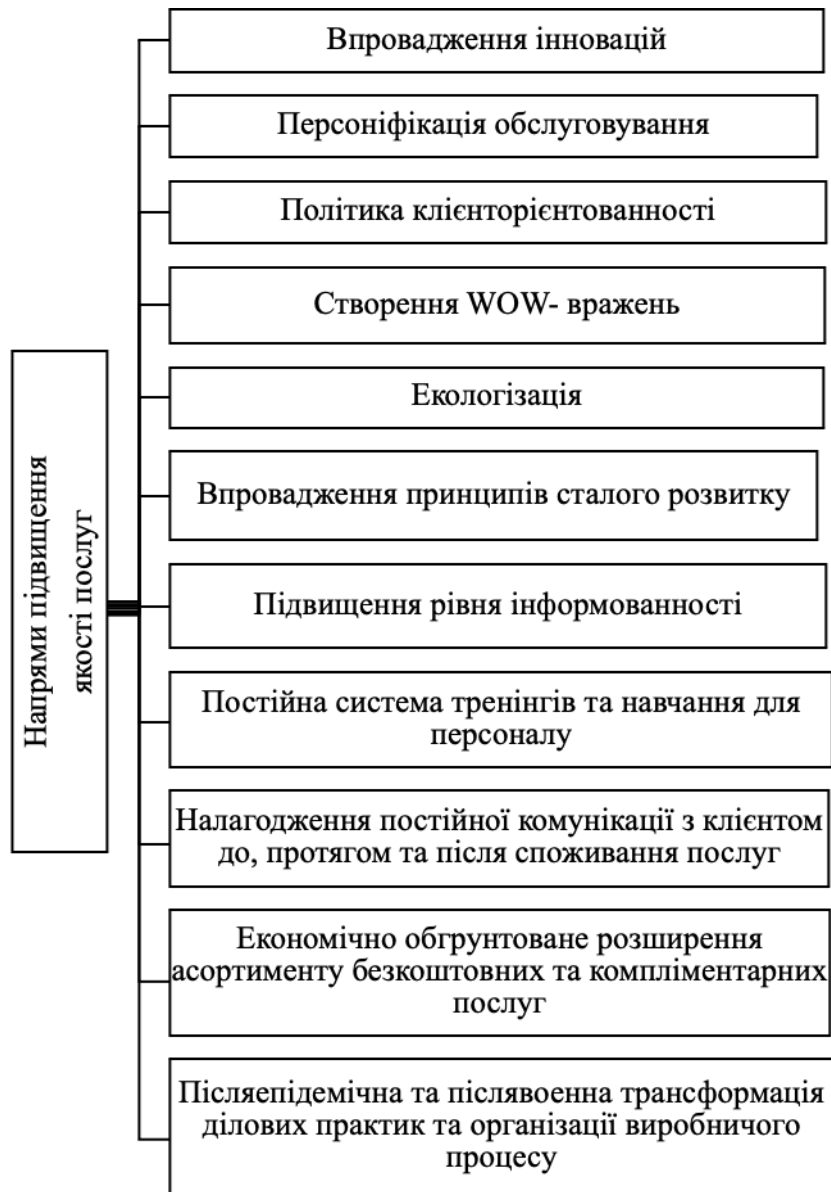 Впровадження інновацій
Персоніфікація обслуговування
Політика клієнторієнтованності
Створення WOW- вражень
Екологізація
Впровадження принципів сталого розвитку
Підвищення рівня інформованності
Постійна система тренінгів та навчання для
персоналу
Налагодження постійної комунікації з клієнтом
до, протягом та після споживання послуг
Економічно обгрунтоване розширення
асортименту безкоштовних та компліментарних
послуг
Післяепідемічна та післявоенна трансформація
ділових практик та організації виробничого
процесу
Напрями підвищення
якості послуг